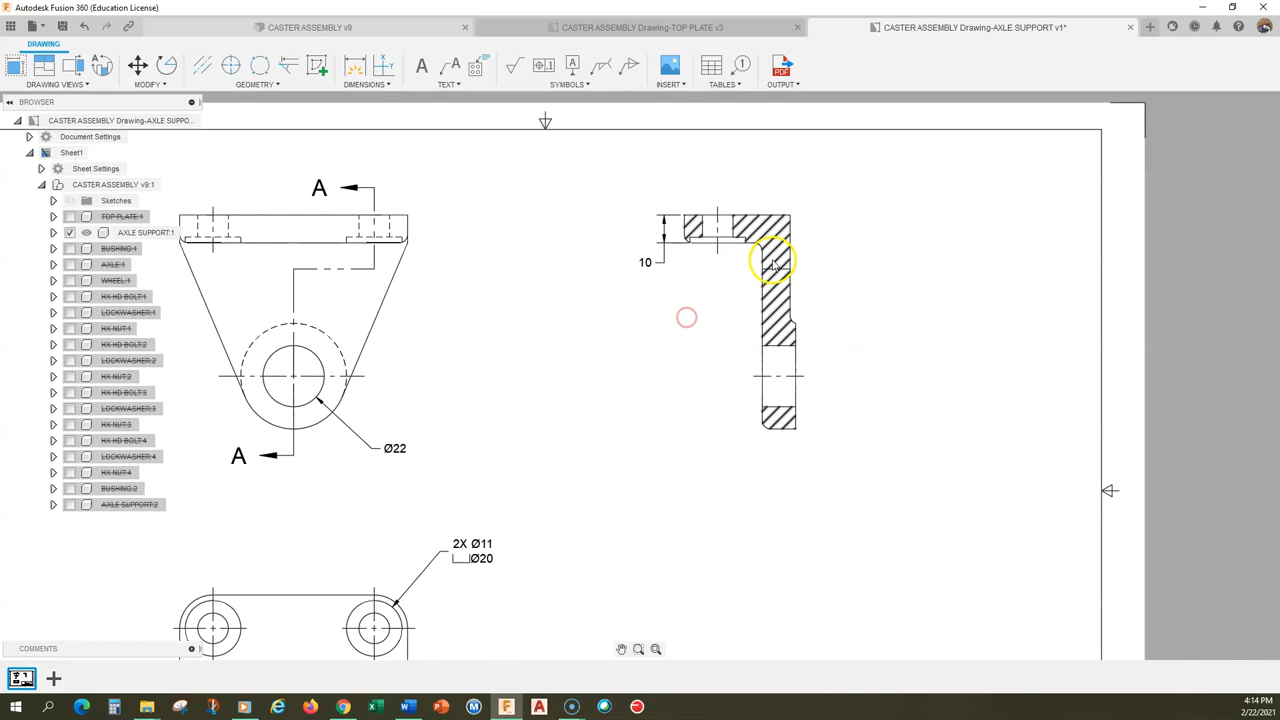 Autodesk Fusion 360 (Education License)
CASTER ASSEMBLY v9
CASTER ASSEMBLY Drawing-TOP PLATE v3
CASTER ASSEMBLY Drawing-AXLE SUPPORT v1*
DRAWING
DRAWING VIEWS
MODIFY
GEOMETRY
DIMENSIONS
TEXT
SYMBOLS
INSERT
TABLES
PDF
OUTPUT
BROWSER
CASTER ASSEMBLY Drawing-AXLE SUPPO...
Document Settings
Sheet1
Sheet Settings
CASTER ASSEMBLY v9:1
Sketches
TOP PLATE:1
AXLE SUPPORT:1
BUSHING:1
AXLE:1
WHEEL:1
HX HD BOLT:1
LOCKWASHER:1
HX NUT:1
HX HD BOLT:2
LOCKWASHER:2
HX NUT:2
HX HD BOLT:3
LOCKWASHER:3
HX NUT:3
HX HD BOLT:4
LOCKWASHER:4
HX NUT:4
BUSHING:2
AXLE SUPPORT:2
A
10
Ø22
A
2X Ø11
Ø20
COMMENTS
4:14 PM
2/22/2021